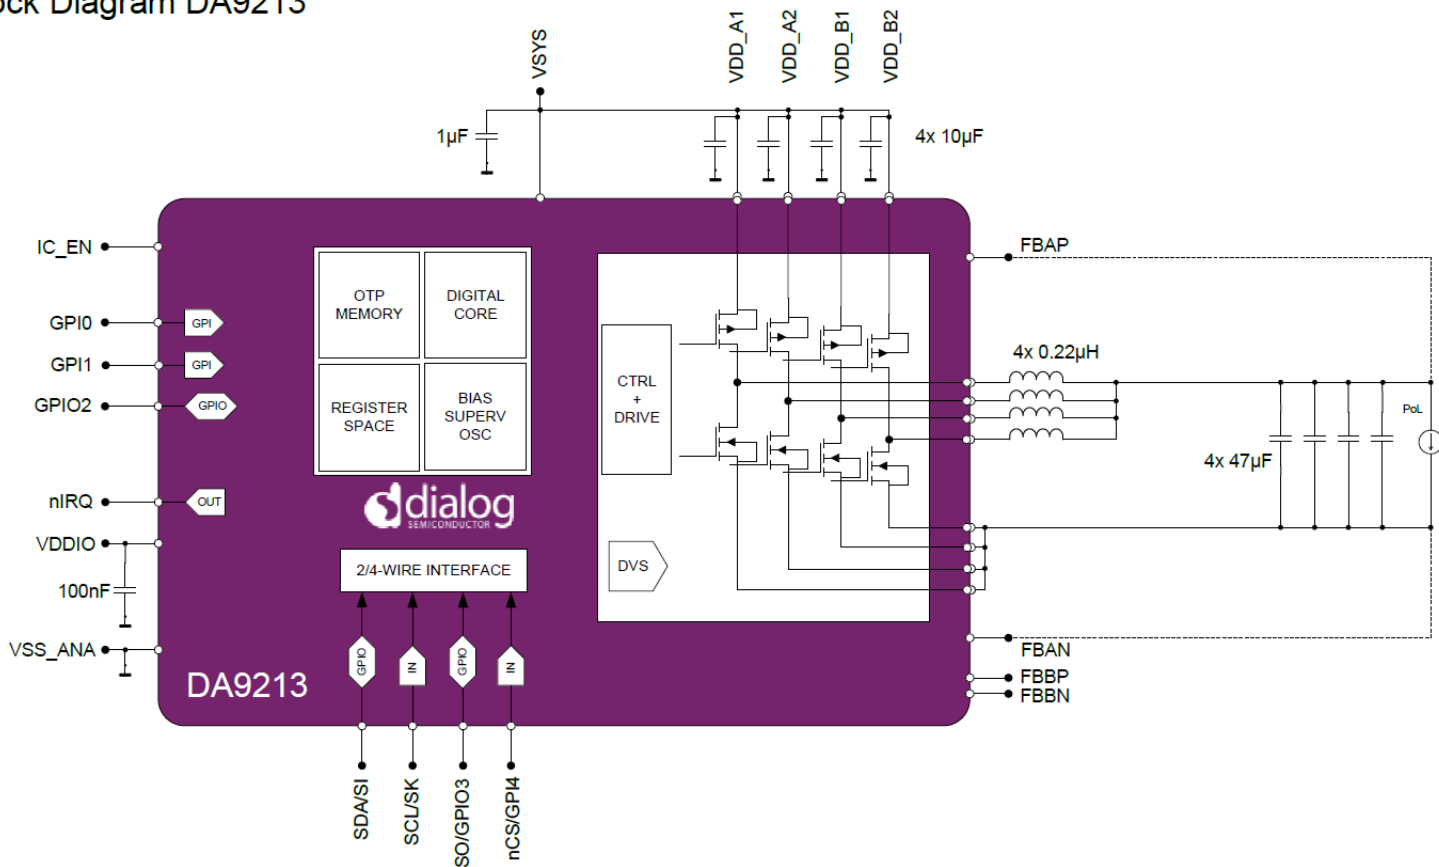 ock Diagram DA9213
VSYS
VDD_A1
VDD_A2
VDD_B1
VDD_B2
1µF
4x 10µF
IC_EN
GPI0
GPI
GPI1
GPI
GPIO2
GPIO
nIRQ
OUT
VDDIO
100nF
VSS_ANA
OTP
MEMORY
DIGITAL
CORE
REGISTER
SPACE
BIAS
SUPERV
OSC
dialog
SEMICONDUCTOR
2/4-WIRE INTERFACE
GPIO
IN
GPIO
IN
DA9213
SDA/SI
SCL/SK
SO/GPIO3
nCS/GPI4
CTRL
+
DRIVE
DVS
FBAP
4x 0.22µH
4x 47µF
PoL
FBAN
FBBP
FBBN